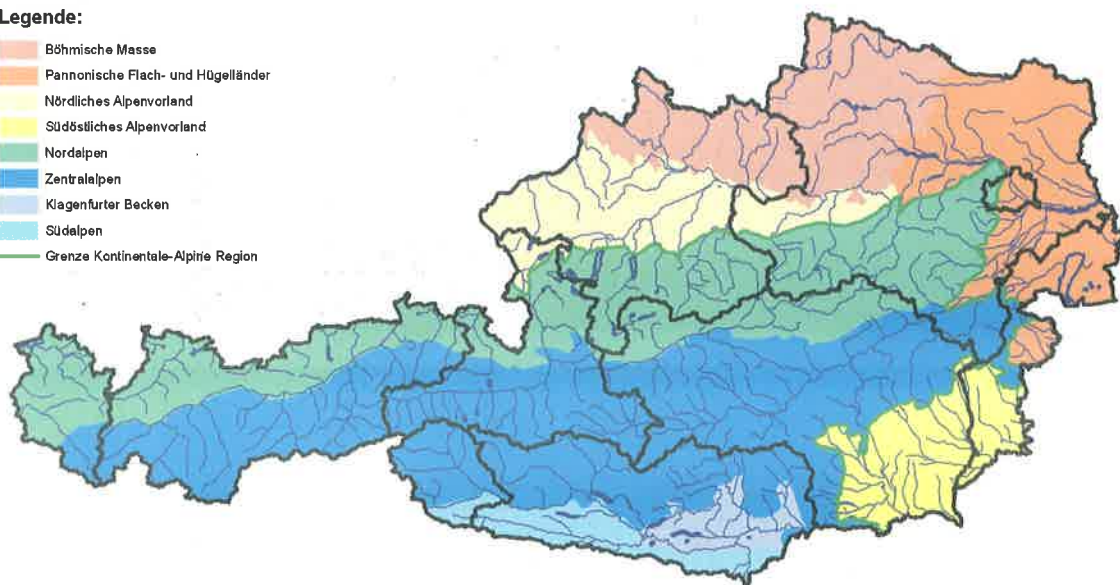 Legende:
Böhmische Masse
Pannonische Flach- und Hügelländer
Nördliches Alpenvorland
Südöstliches Alpenvorland
Nordalpen
Zentralalpen
Klagenfurter Becken
Südalpen
Grenze Kontinentale-Alpine Region